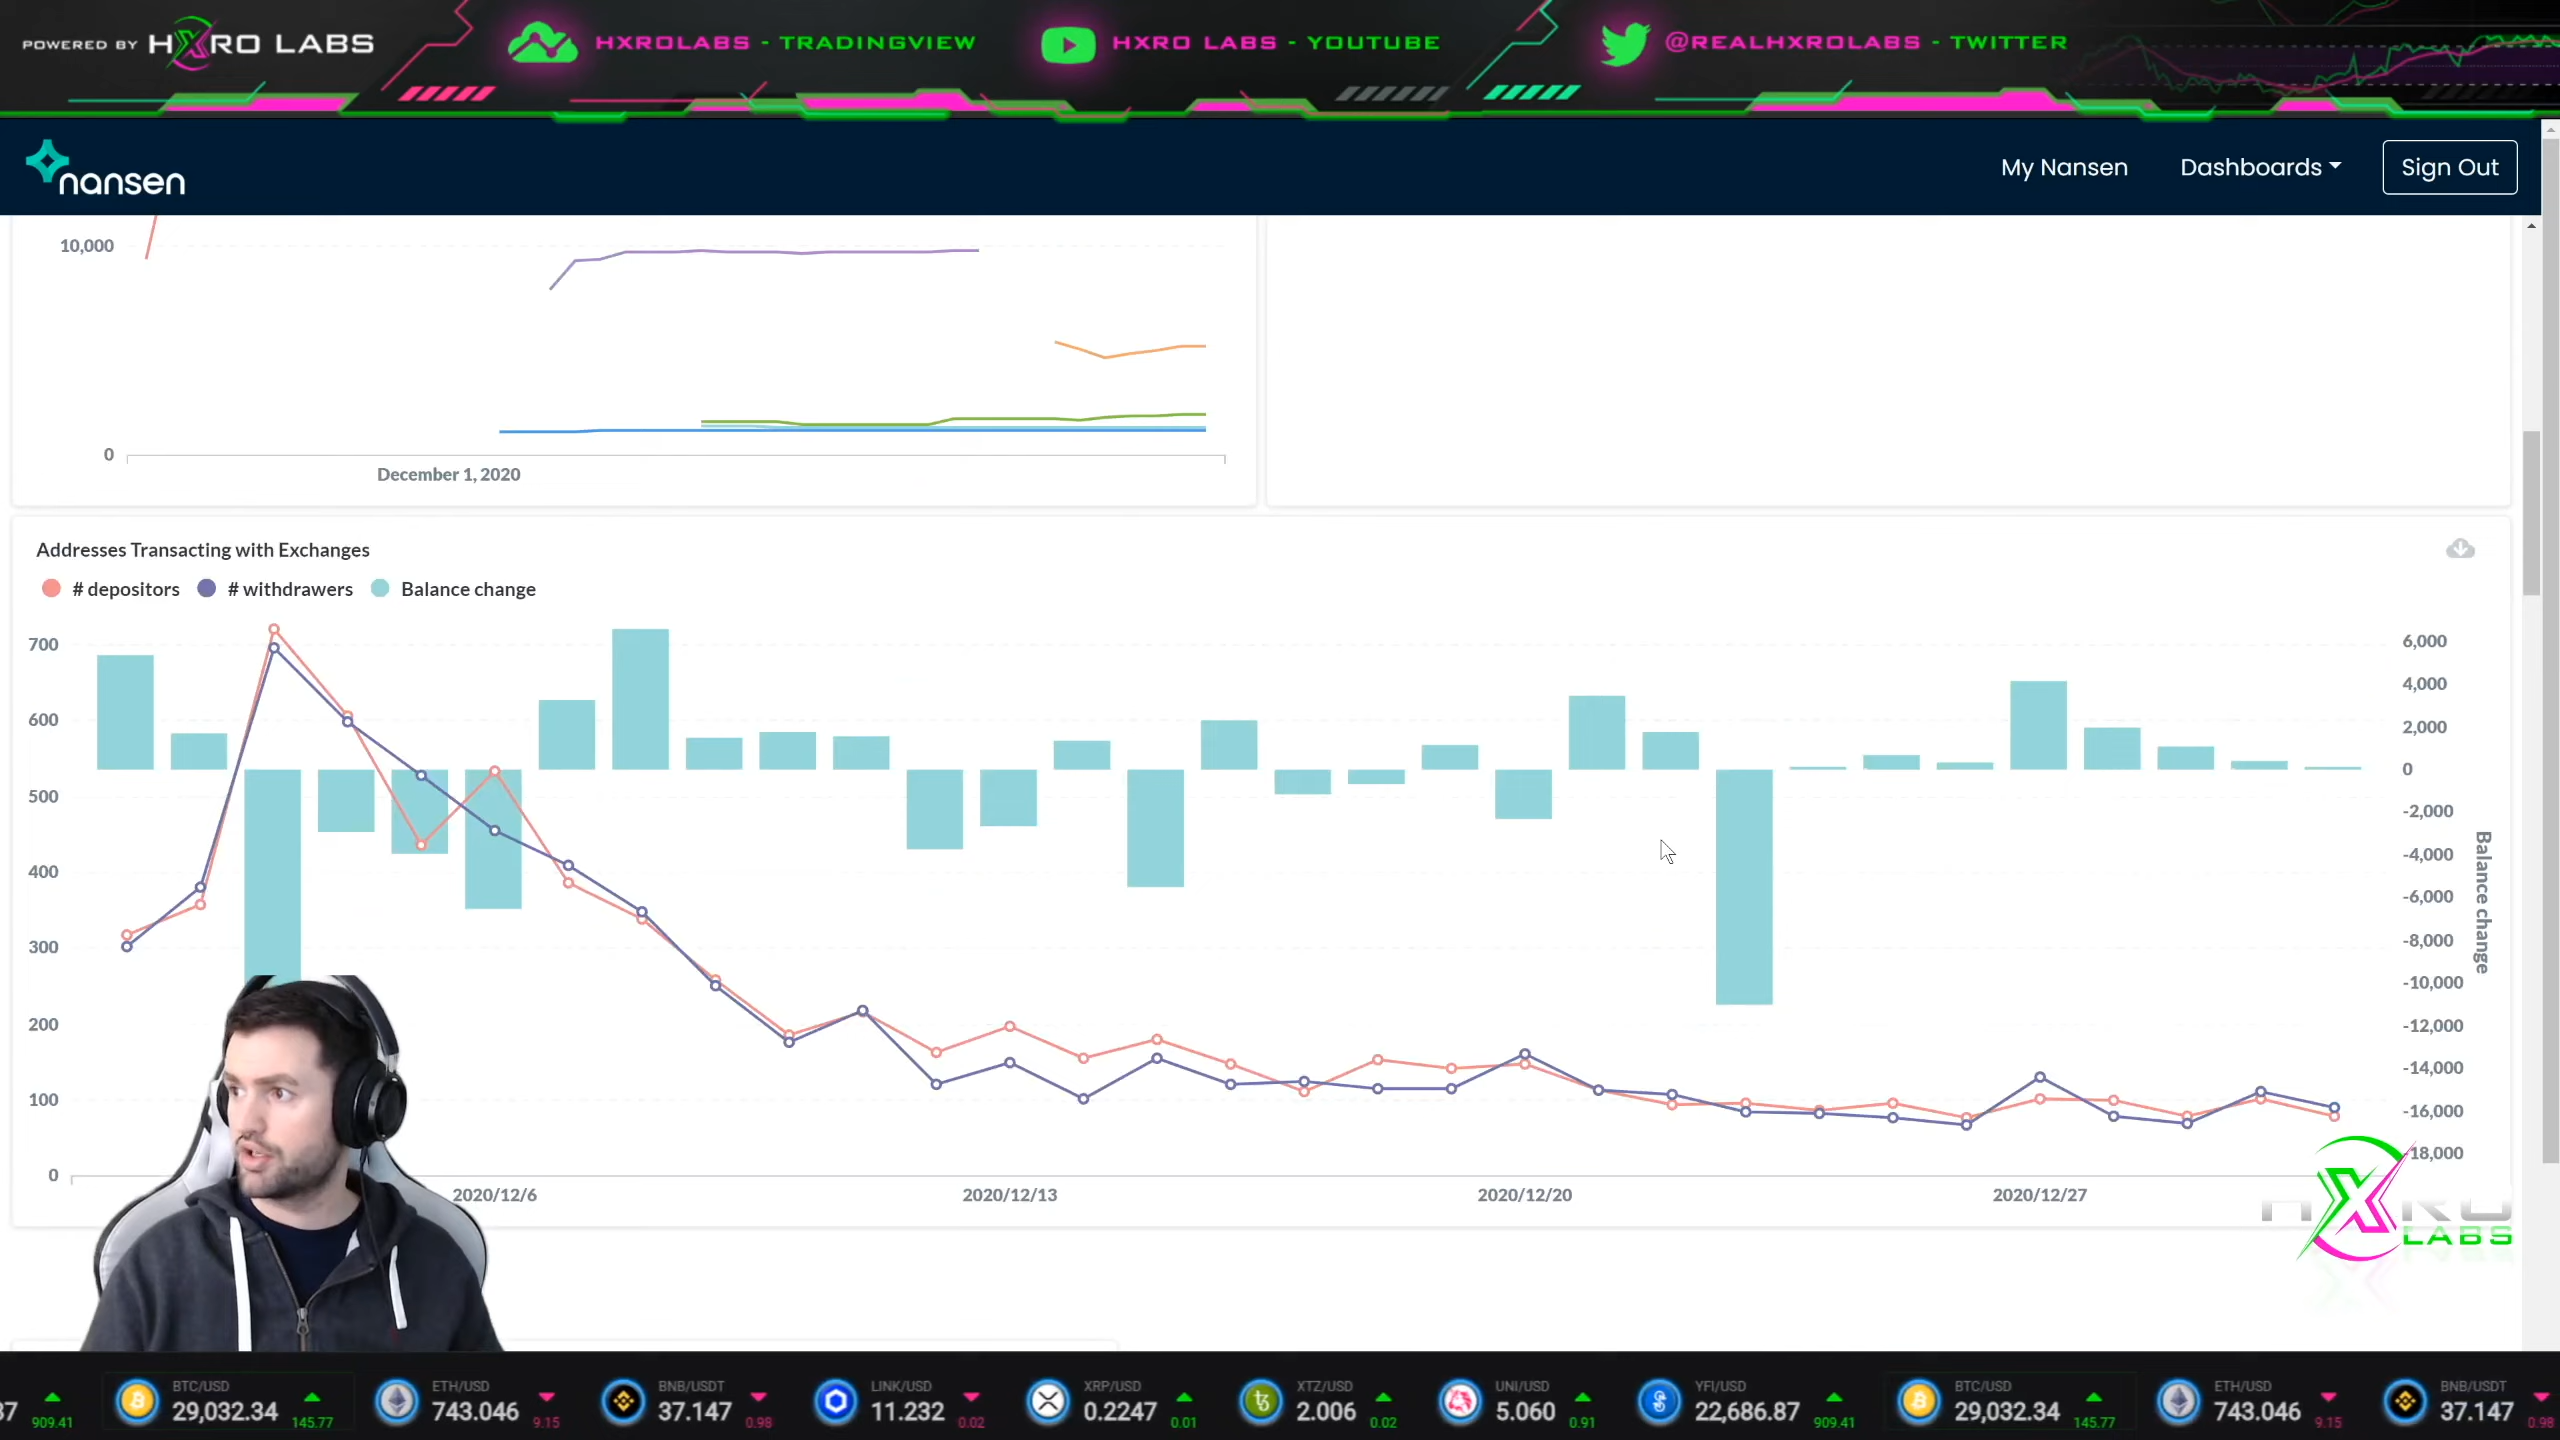 POWERED BY HXRO LABS
HXROLABS - TRADINGVIEW
HXRO LABS - YOUTUBE
@REALHXROLABS - TWITTER
nansen
My Nansen
Dashboards
Sign Out
10,000
0
December 1, 2020
Addresses Transacting with Exchanges
# depositors
# withdrawers
Balance change
700
600
500
400
300
200
100
0
6,000
4,000
2,000
0
-2,000
-4,000
-6,000
-8,000
-10,000
-12,000
-14,000
-16,000
-18,000
Balance change
2020/12/6
2020/12/13
2020/12/20
2020/12/27
HXRO
LABS
37
909.41
BTC/USD
29,032.34
145.77
ETH/USD
743.046
9.15
BNB/USDT
37.147
0.98
LINK/USD
11.232
0.02
XRP/USD
0.2247
0.01
XTZ/USD
2.006
0.02
UNI/USD
5.060
0.91
YFI/USD
22,686.87
909.41
BTC/USD
29,032.34
145.77
ETH/USD
743.046
9.15
BNB/USDT
37.147
0.98